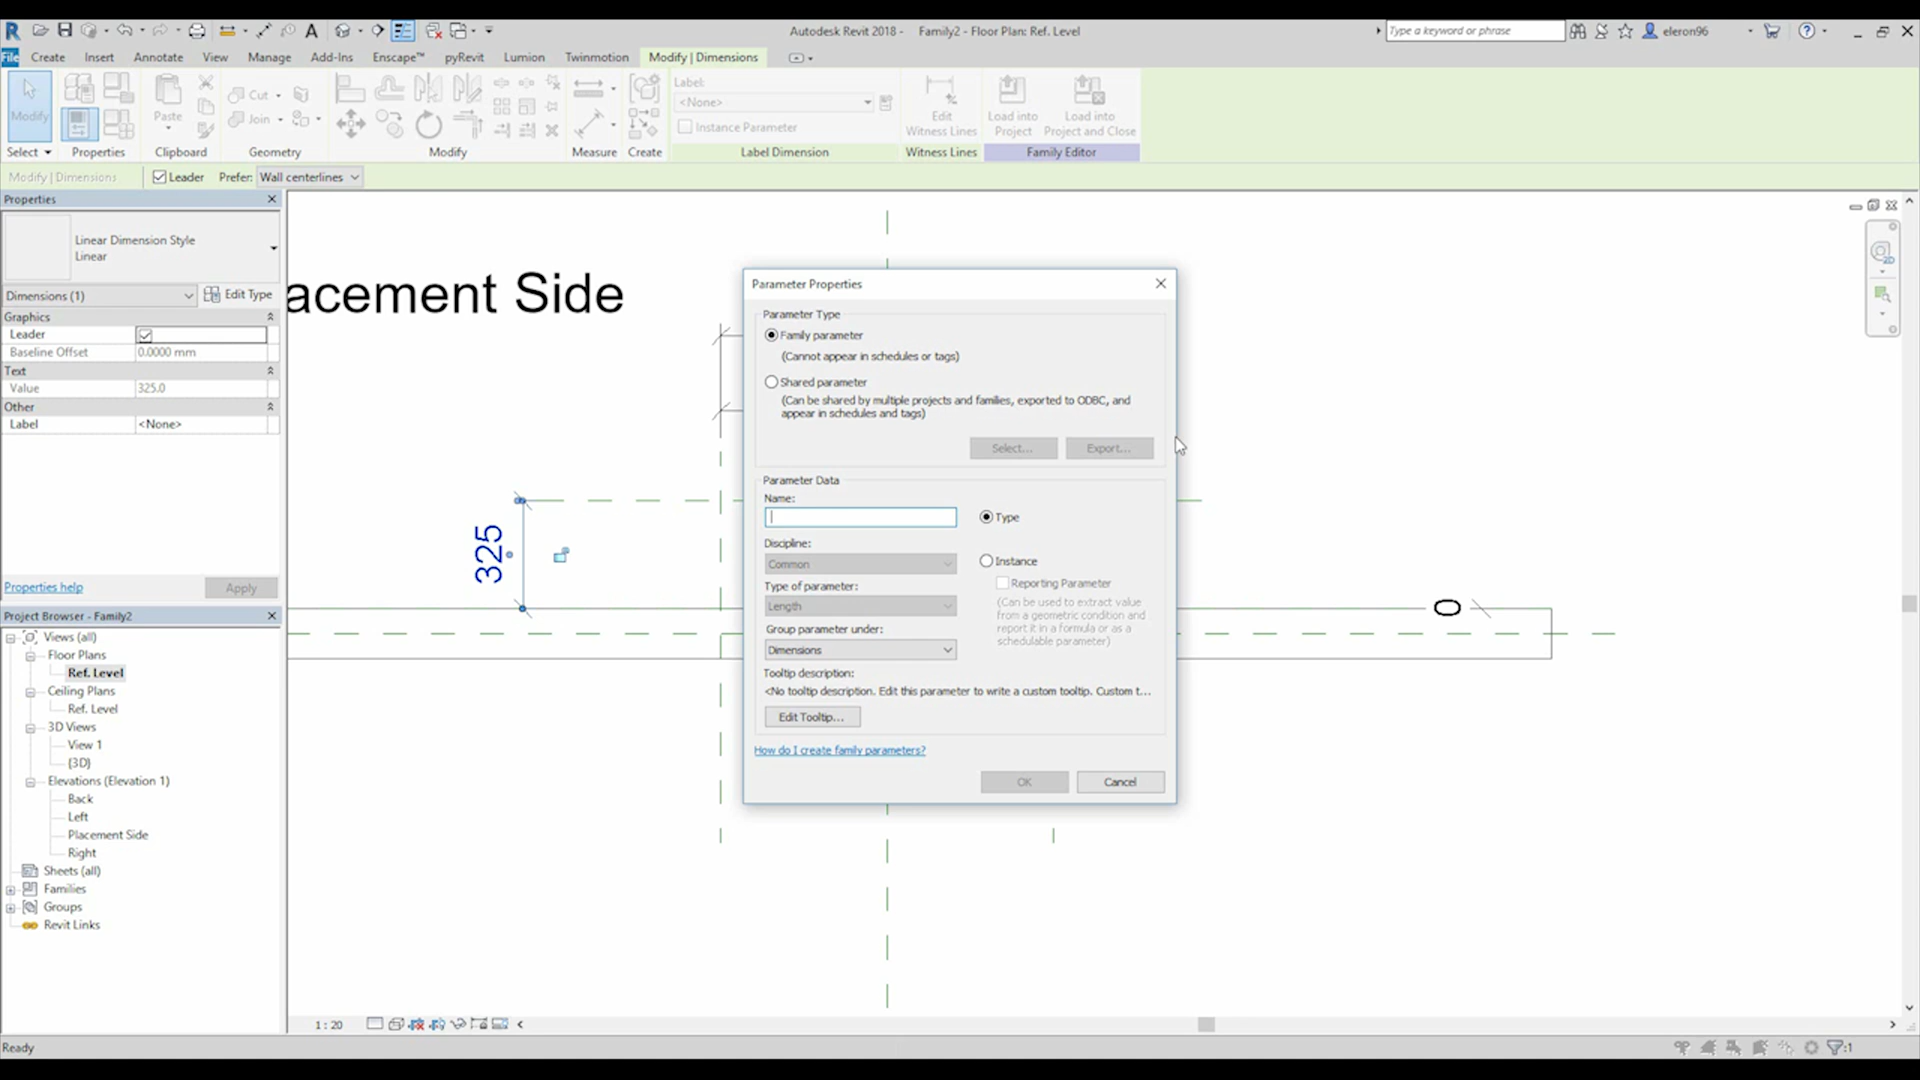 Autodesk Revit 2018 - Family2 - Floor Plan: Ref. Level
Type a keyword or phrase
eleron96
File Create Insert Annotate View Manage Add-Ins Enscape™ pyRevit Lumion Twinmotion Modify | Dimensions
Modify
Paste
Cut
Join
Label:
<None>
Instance Parameter
Edit
Witness Lines
Load into
Project
Load into
Project and Close
Select Properties Clipboard Geometry Modify Measure Create Label Dimension Witness Lines Family Editor
Modify | Dimensions Leader Prefer: Wall centerlines
Properties
Linear Dimension Style
Linear
Dimensions (1) Edit Type
Graphics
Leader
Baseline Offset 0.0000 mm
Text
Value 325.0
Other
Label <None>
Properties help Apply
Project Browser - Family2
Views (all)
Floor Plans
Ref. Level
Ceiling Plans
Ref. Level
3D Views
View 1
{3D}
Elevations (Elevation 1)
Back
Left
Placement Side
Right
Sheets (all)
Families
Groups
Revit Links
acement Side
325
0
2D
Parameter Properties
Parameter Type
Family parameter
(Cannot appear in schedules or tags)
Shared parameter
(Can be shared by multiple projects and families, exported to ODBC, and
appear in schedules and tags)
Select... Export...
Parameter Data
Name:
Type
Discipline:
Common
Instance
Reporting Parameter
(Can be used to extract value
from a geometric condition and
report it in a formula or as a
schedulable parameter)
Type of parameter:
Length
Group parameter under:
Dimensions
Tooltip description:
<No tooltip description. Edit this parameter to write a custom tooltip. Custom t...
Edit Tooltip...
How do I create family parameters?
OK Cancel
1 : 20
Ready
:1